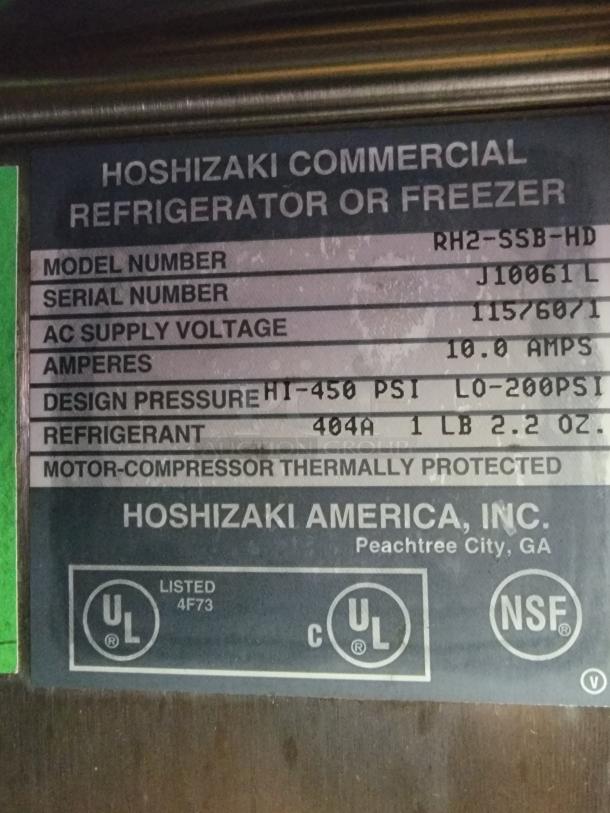 HOSHIZAKI COMMERCIAL
REFRIGERATOR OR FREEZER
MODEL NUMBER RH2-SSB-HD
SERIAL NUMBER J10061 L
AC SUPPLY VOLTAGE 115/60/1
AMPERES 10.0 AMPS
DESIGN PRESSURE HI-450 PSI LO-200PSI
REFRIGERANT 404A 1 LB 2.2 OZ.
MOTOR-COMPRESSOR THERMALLY PROTECTED
HOSHIZAKI AMERICA, INC.
Peachtree City, GA
UL ® LISTED
4F73
C UL ®
NSF ®
V
AUCTION GROUP